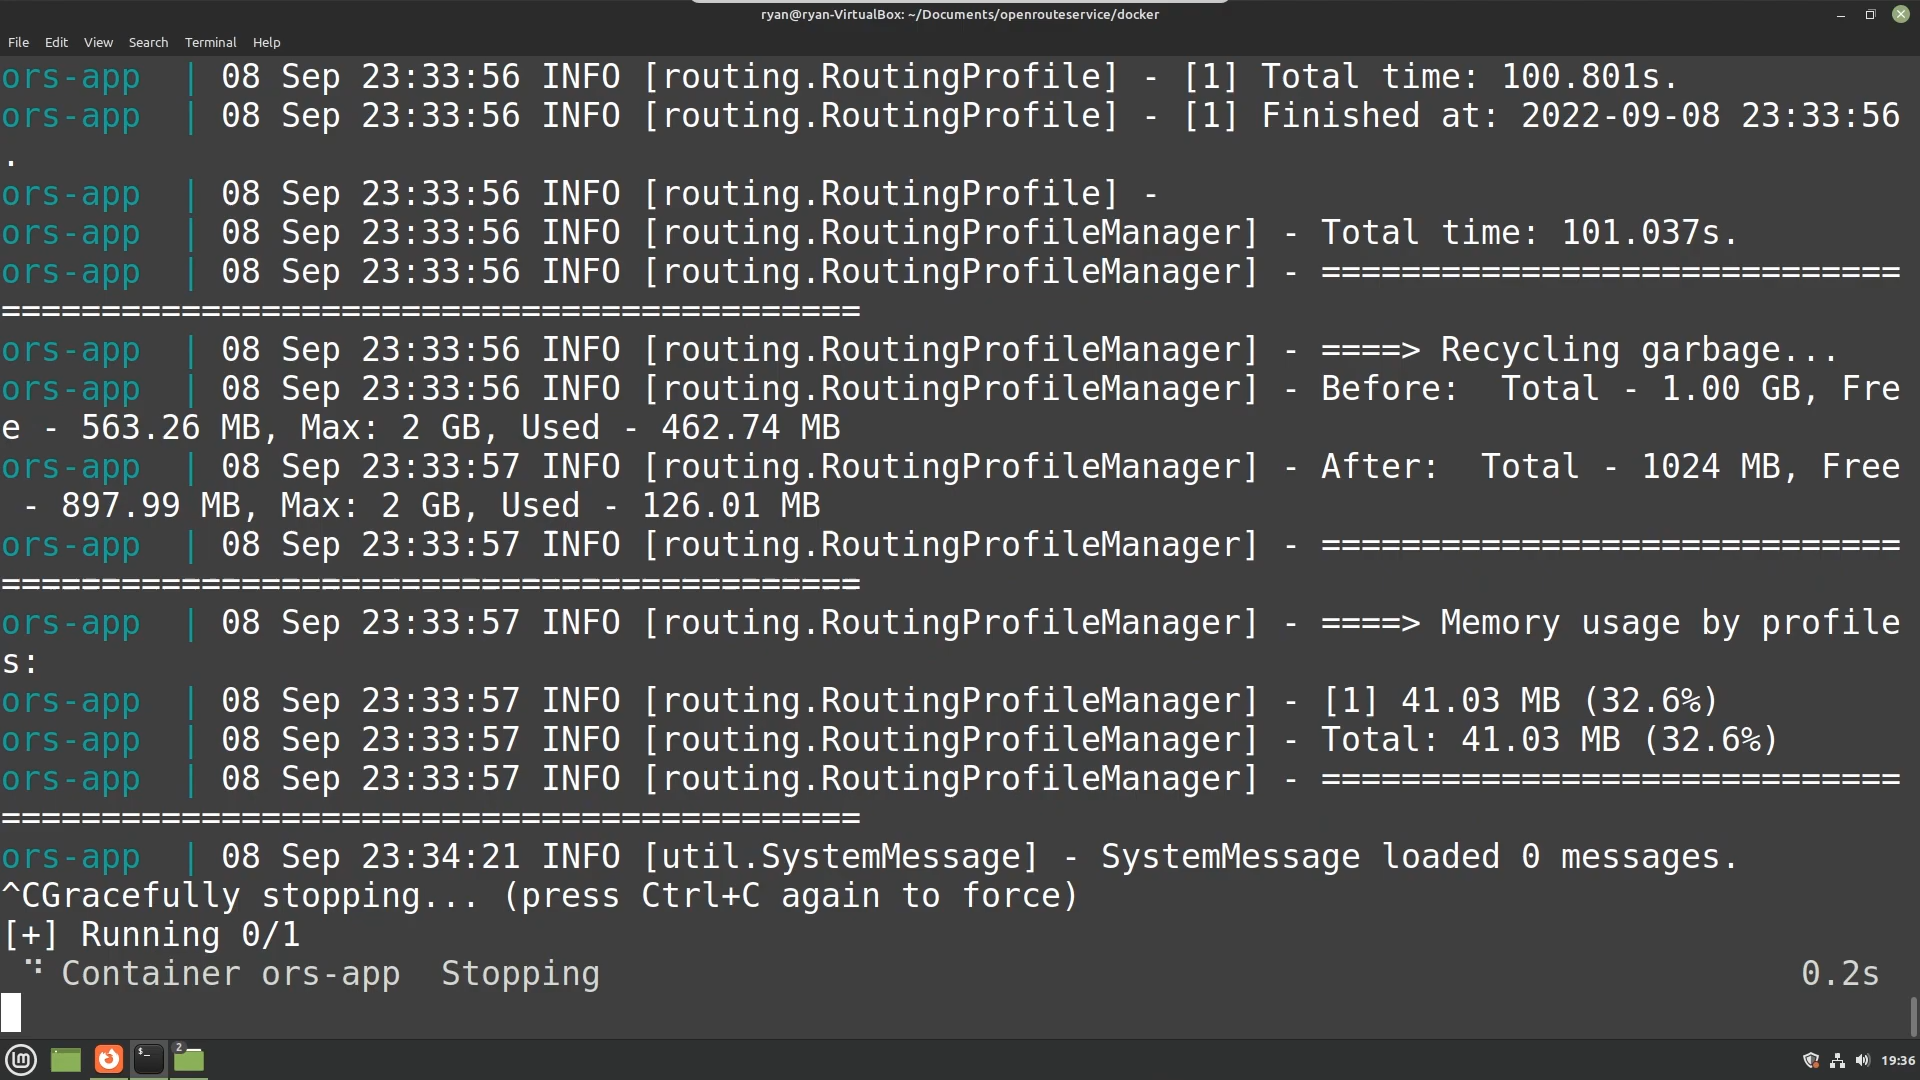 ryan@ryan-VirtualBox: ~/Documents/openrouteservice/docker
File Edit View Search Terminal Help
ors-app  | 08 Sep 23:33:56 INFO [routing.RoutingProfile] - [1] Total time: 100.801s.
ors-app  | 08 Sep 23:33:56 INFO [routing.RoutingProfile] - [1] Finished at: 2022-09-08 23:33:56
.
ors-app  | 08 Sep 23:33:56 INFO [routing.RoutingProfile] -
ors-app  | 08 Sep 23:33:56 INFO [routing.RoutingProfileManager] - Total time: 101.037s.
ors-app  | 08 Sep 23:33:56 INFO [routing.RoutingProfileManager] - =============================
===========================================
ors-app  | 08 Sep 23:33:56 INFO [routing.RoutingProfileManager] - ====> Recycling garbage...
ors-app  | 08 Sep 23:33:56 INFO [routing.RoutingProfileManager] - Before:  Total - 1.00 GB, Fre
e - 563.26 MB, Max: 2 GB, Used - 462.74 MB
ors-app  | 08 Sep 23:33:57 INFO [routing.RoutingProfileManager] - After:  Total - 1024 MB, Free
 - 897.99 MB, Max: 2 GB, Used - 126.01 MB
ors-app  | 08 Sep 23:33:57 INFO [routing.RoutingProfileManager] - =============================
===========================================
ors-app  | 08 Sep 23:33:57 INFO [routing.RoutingProfileManager] - ====> Memory usage by profile
s:
ors-app  | 08 Sep 23:33:57 INFO [routing.RoutingProfileManager] - [1] 41.03 MB (32.6%)
ors-app  | 08 Sep 23:33:57 INFO [routing.RoutingProfileManager] - Total: 41.03 MB (32.6%)
ors-app  | 08 Sep 23:33:57 INFO [routing.RoutingProfileManager] - =============================
===========================================
ors-app  | 08 Sep 23:34:21 INFO [util.SystemMessage] - SystemMessage loaded 0 messages.
^CGracefully stopping... (press Ctrl+C again to force)
[+] Running 0/1
 ⠙ Container ors-app  Stopping 0.2s
2
19:36